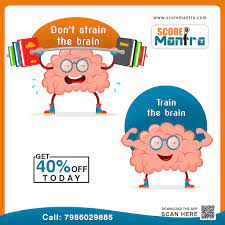 www.scoremantra.com
SCORE
Mantra
Don't strain
the brain
Train
the brain
GET
40% OFF
TODAY
Call: 7986029885
DOWNLOAD THE APP
SCAN HERE